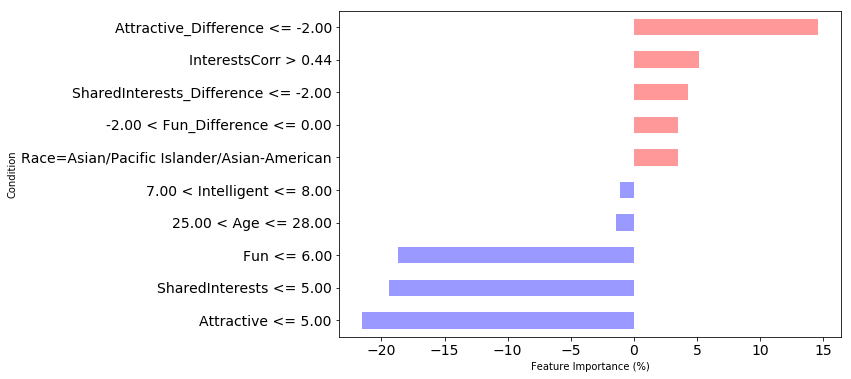 Attractive_Difference <= -2.00
InterestsCorr > 0.44
SharedInterests_Difference <= -2.00
-2.00 < Fun_Difference <= 0.00
Race=Asian/Pacific Islander/Asian-American
7.00 < Intelligent <= 8.00
25.00 < Age <= 28.00
Fun <= 6.00
SharedInterests <= 5.00
Attractive <= 5.00
Condition
−20 −15 −10 −5 0 5 10 15
Feature Importance (%)